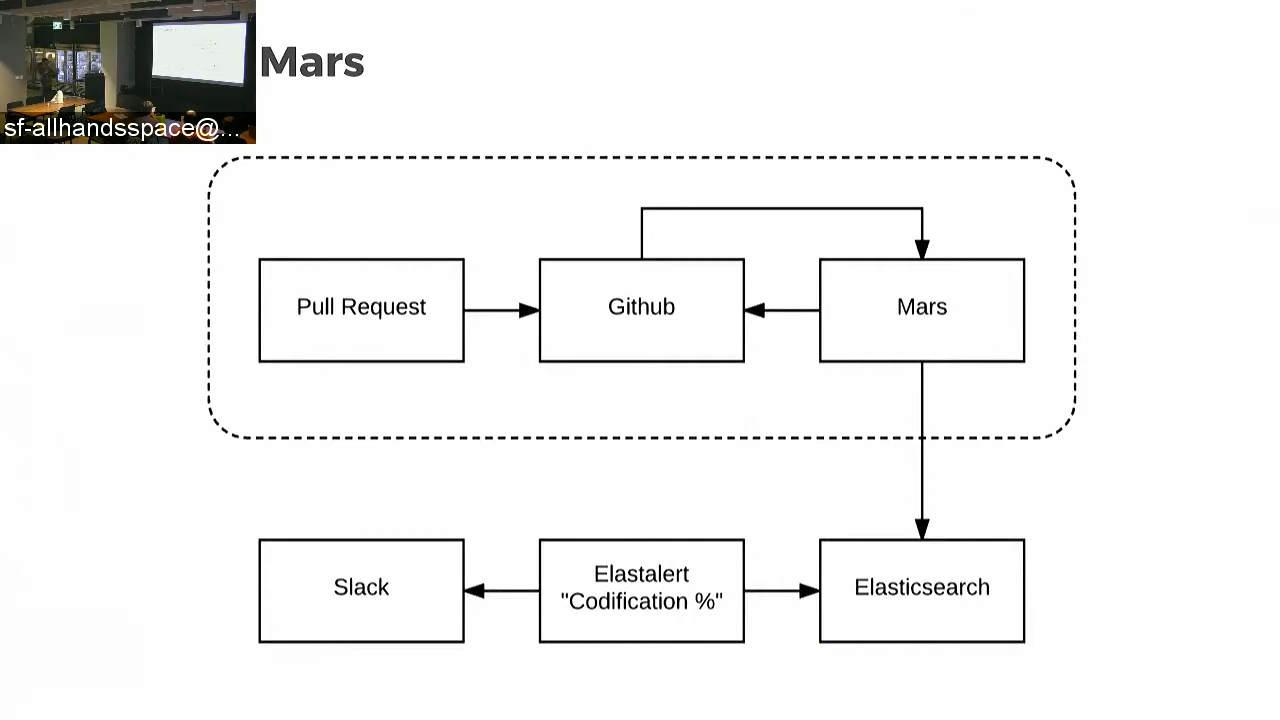 Mars
sf-allhandsspace@...
Pull Request
Github
Mars
Slack
Elastalert
"Codification %"
Elasticsearch